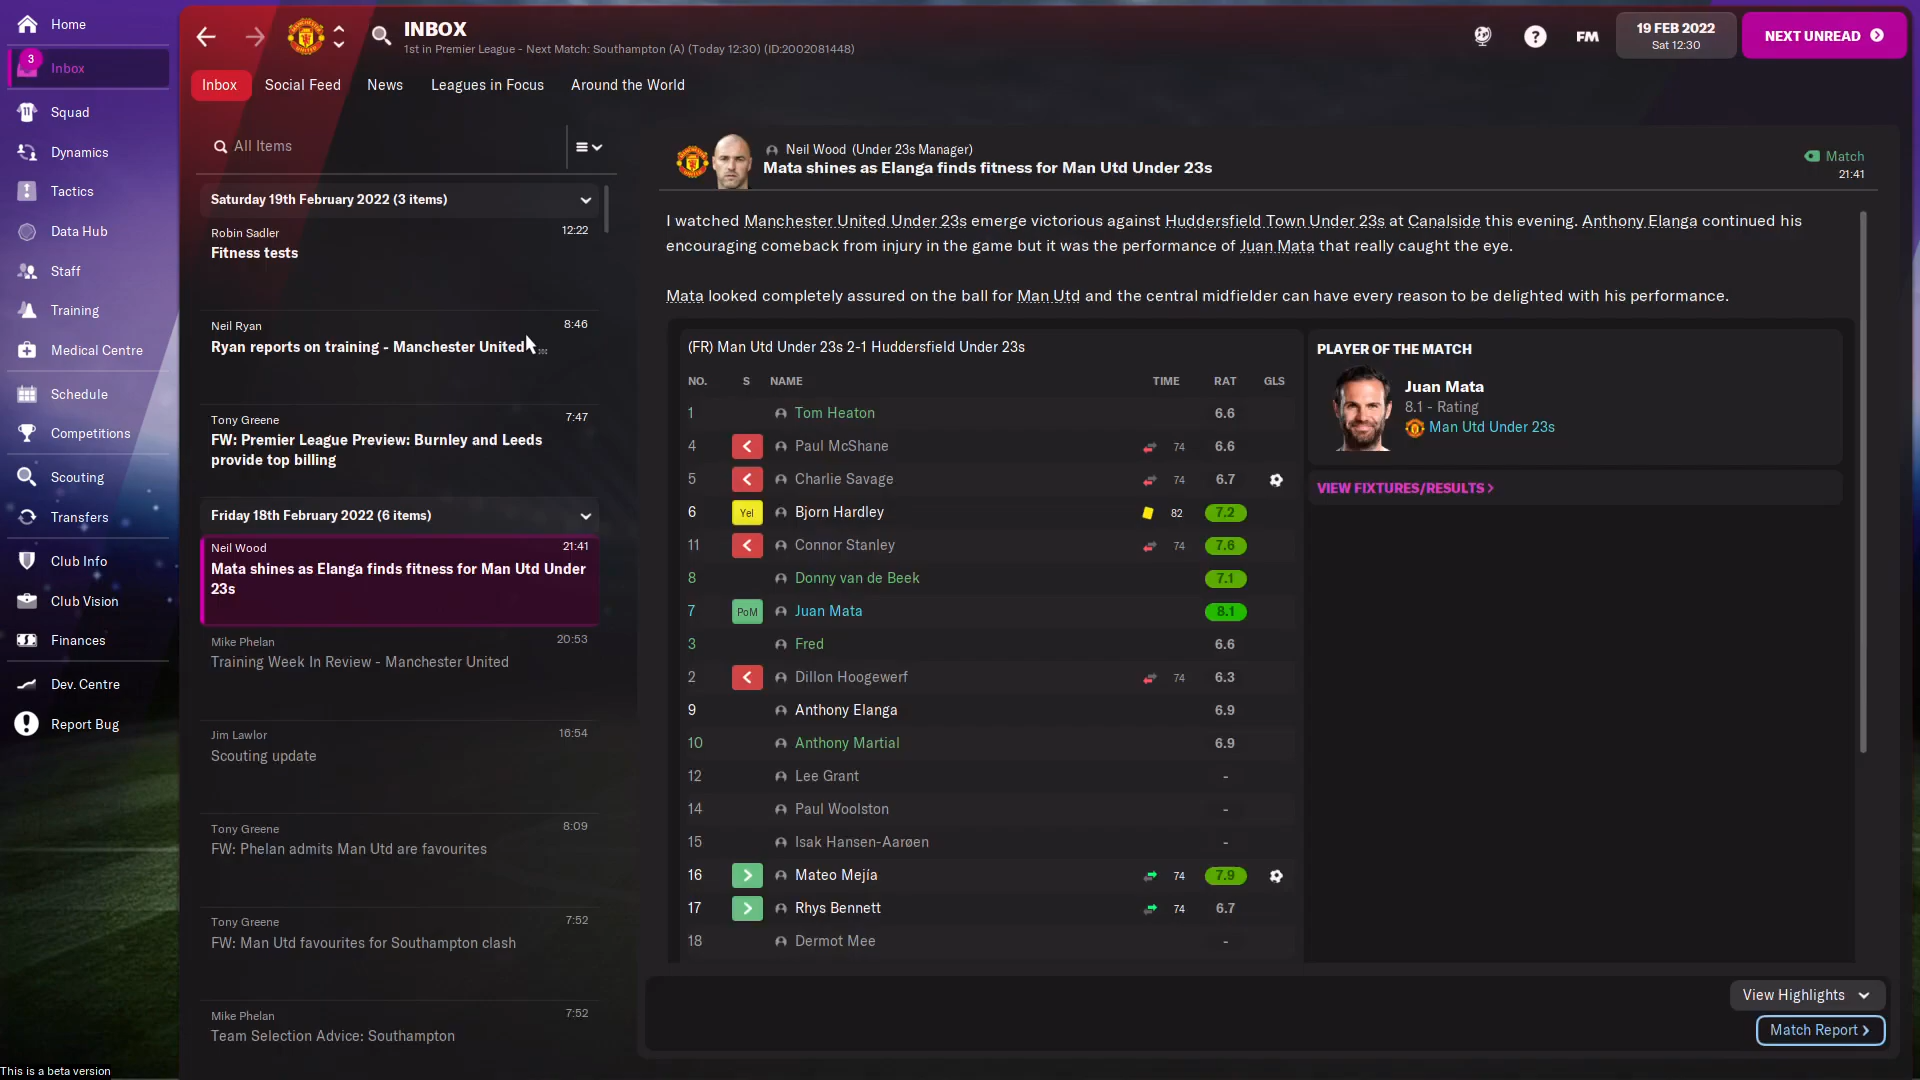 Home
3
Inbox
Squad
Dynamics
Tactics
Data Hub
Staff
Training
Medical Centre
Schedule
Competitions
Scouting
Transfers
Club Info
Club Vision
Finances
Dev. Centre
Report Bug
This is a beta version
INBOX
1st in Premier League - Next Match: Southampton (A) (Today 12:30) (ID:2002081448)
FM
19 FEB 2022
Sat 12:30
NEXT UNREAD
Inbox Social Feed News Leagues in Focus Around the World
All Items
Saturday 19th February 2022 (3 items)
Robin Sadler 12:22
Fitness tests
Neil Ryan 8:46
Ryan reports on training - Manchester United
Tony Greene 7:47
FW: Premier League Preview: Burnley and Leeds
provide top billing
Friday 18th February 2022 (6 items)
Neil Wood 21:41
Mata shines as Elanga finds fitness for Man Utd Under
23s
Mike Phelan 20:53
Training Week In Review - Manchester United
Jim Lawlor 16:54
Scouting update
Tony Greene 8:09
FW: Phelan admits Man Utd are favourites
Tony Greene 7:52
FW: Man Utd favourites for Southampton clash
Mike Phelan 7:52
Team Selection Advice: Southampton
Neil Wood (Under 23s Manager)
Mata shines as Elanga finds fitness for Man Utd Under 23s
Match
21:41
I watched Manchester United Under 23s emerge victorious against Huddersfield Town Under 23s at Canalside this evening. Anthony Elanga continued his
encouraging comeback from injury in the game but it was the performance of Juan Mata that really caught the eye.
Mata looked completely assured on the ball for Man Utd and the central midfielder can have every reason to be delighted with his performance.
(FR) Man Utd Under 23s 2-1 Huddersfield Under 23s
NO. S NAME TIME RAT GLS
1 Tom Heaton 6.6
4 Paul McShane 74 6.6
5 Charlie Savage 74 6.7
6 Yel Bjorn Hardley 82 7.2
11 Connor Stanley 74 7.6
8 Donny van de Beek 7.1
7 PoM Juan Mata 8.1
3 Fred 6.6
2 Dillon Hoogewerf 74 6.3
9 Anthony Elanga 6.9
10 Anthony Martial 6.9
12 Lee Grant -
14 Paul Woolston -
15 Isak Hansen-Aarøen -
16 Mateo Mejía 74 7.9
17 Rhys Bennett 74 6.7
18 Dermot Mee -
PLAYER OF THE MATCH
Juan Mata
8.1 - Rating
Man Utd Under 23s
VIEW FIXTURES/RESULTS >
View Highlights
Match Report >